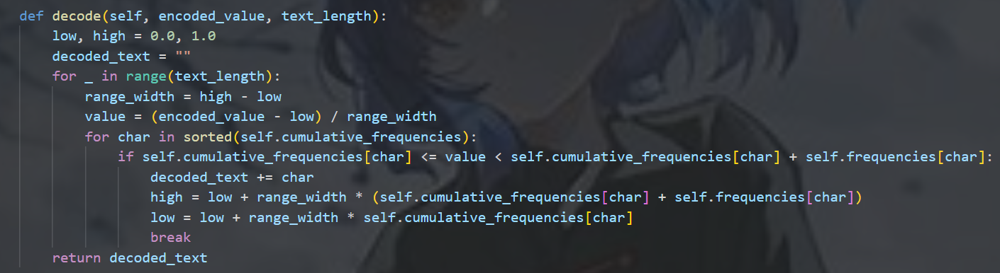 def decode(self, encoded_value, text_length):
    low, high = 0.0, 1.0
    decoded_text = ""
    for _ in range(text_length):
        range_width = high - low
        value = (encoded_value - low) / range_width
        for char in sorted(self.cumulative_frequencies):
            if self.cumulative_frequencies[char] <= value < self.cumulative_frequencies[char] + self.frequencies[char]:
                decoded_text += char
                high = low + range_width * (self.cumulative_frequencies[char] + self.frequencies[char])
                low = low + range_width * self.cumulative_frequencies[char]
                break
    return decoded_text